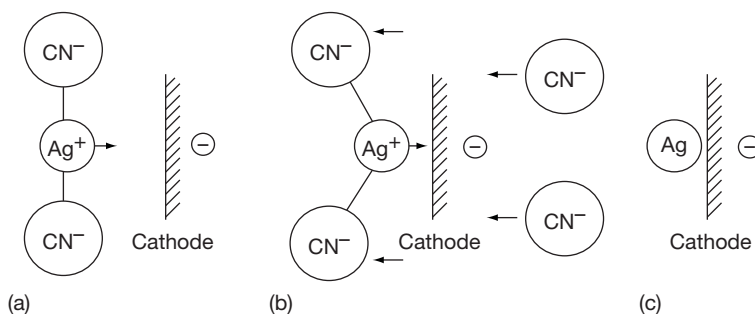 CN−
Ag+
CN−
−
Cathode
(a)
CN−
Ag+
CN−
−
Cathode
(b)
CN−
CN−
Ag
−
Cathode
(c)